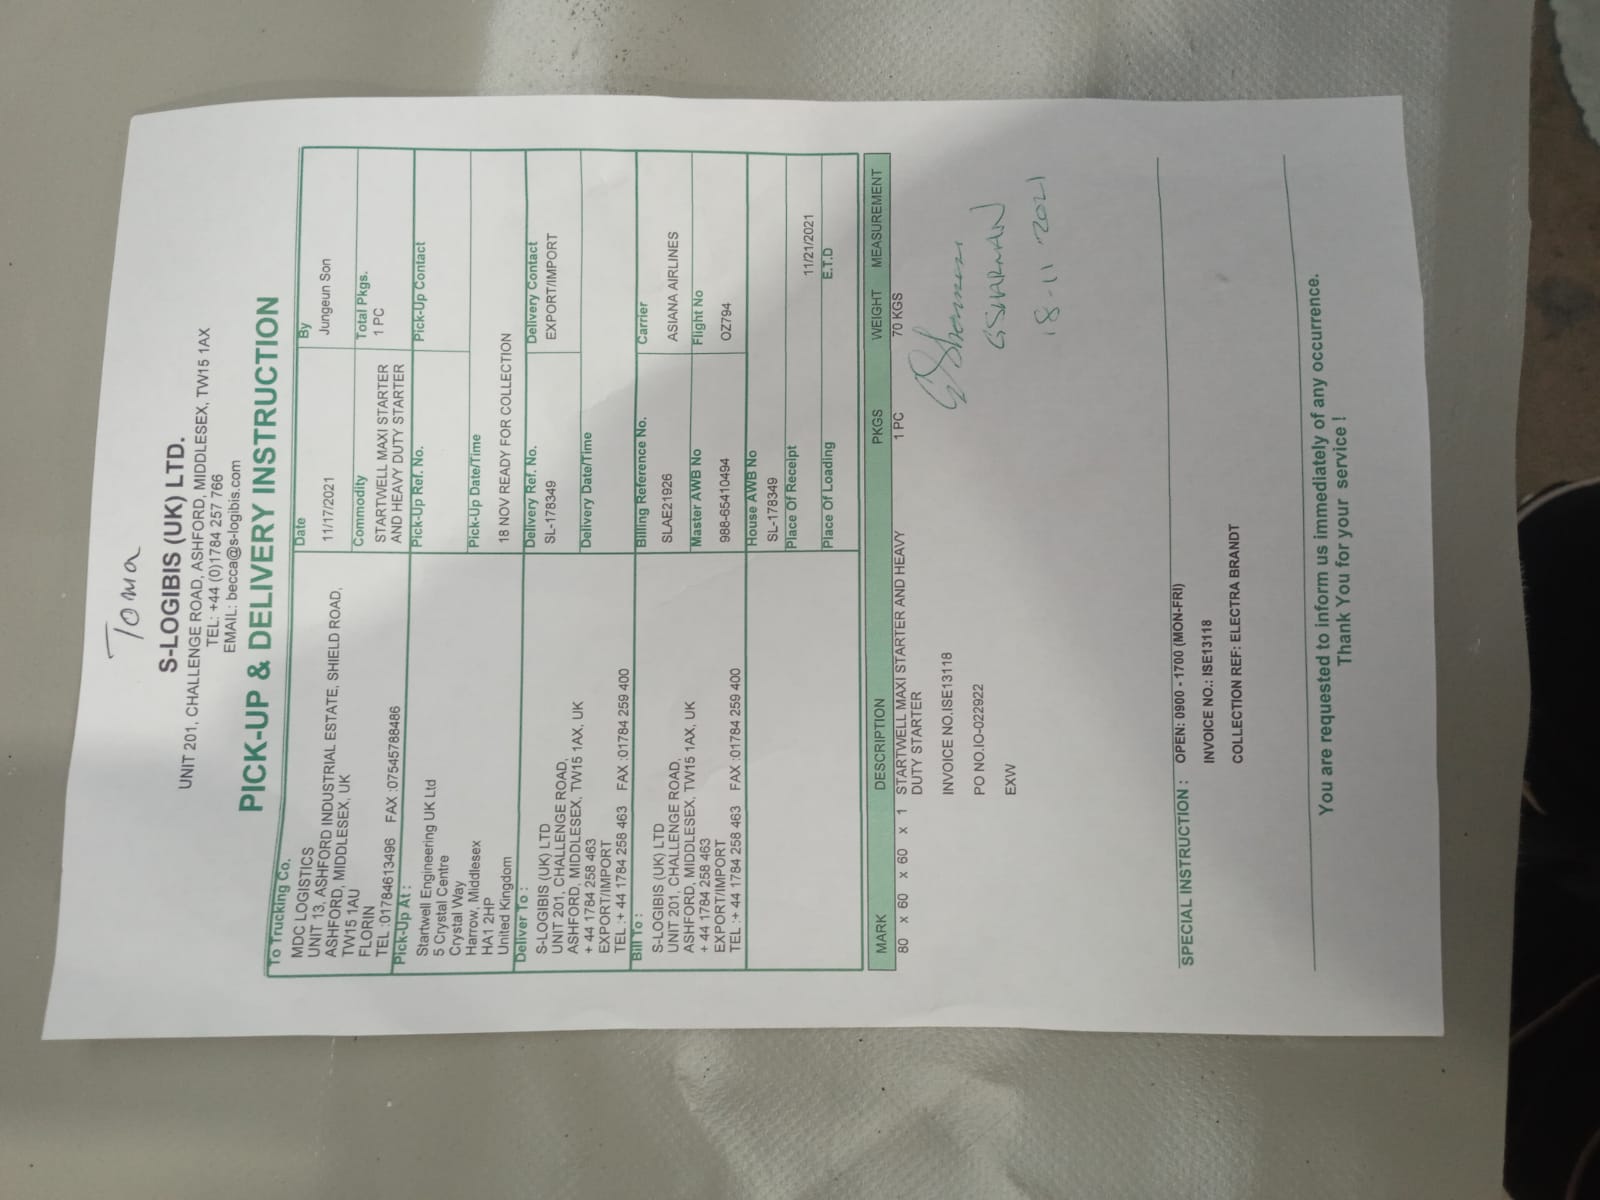 Toma
S-LOGIBIS (UK) LTD.
UNIT 201, CHALLENGE ROAD, ASHFORD, MIDDLESEX, TW15 1AX
TEL: +44 (0)1784 257 766
EMAIL: becca@s-logibis.com
PICK-UP & DELIVERY INSTRUCTION
To Trucking Co.
MDC LOGISTICS
UNIT 13, ASHFORD INDUSTRIAL ESTATE, SHIELD ROAD,
ASHFORD, MIDDLESEX, UK
TW15 1AU
FLORIN
TEL :01784613496 FAX :07545788486
Date
11/17/2021
By
Jungeun Son
Commodity
STARTWELL MAXI STARTER
AND HEAVY DUTY STARTER
Total Pkgs.
1 PC
Pick-Up At :
Startwell Engineering UK Ltd
5 Crystal Centre
Crystal Way
Harrow, Middlesex
HA1 2HP
United Kingdom
Pick-Up Ref. No.
Pick-Up Contact
Pick-Up Date/Time
18 NOV READY FOR COLLECTION
Deliver To :
S-LOGIBIS (UK) LTD
UNIT 201, CHALLENGE ROAD,
ASHFORD, MIDDLESEX, TW15 1AX, UK
+ 44 1784 258 463
EXPORT/IMPORT
TEL :+ 44 1784 258 463 FAX :01784 259 400
Delivery Ref. No.
SL-178349
Delivery Contact
EXPORT/IMPORT
Delivery Date/Time
Bill To :
S-LOGIBIS (UK) LTD
UNIT 201, CHALLENGE ROAD,
ASHFORD, MIDDLESEX, TW15 1AX, UK
+ 44 1784 258 463
EXPORT/IMPORT
TEL :+ 44 1784 258 463 FAX :01784 259 400
Billing Reference No.
SLAE21926
Carrier
ASIANA AIRLINES
Master AWB No
988-65410494
Flight No
OZ794
House AWB No
SL-178349
Place Of Receipt
11/21/2021
Place Of Loading
E.T.D
MARK DESCRIPTION PKGS WEIGHT MEASUREMENT
80 x 60 x 60 x 1 STARTWELL MAXI STARTER AND HEAVY 1 PC 70 KGS
DUTY STARTER
INVOICE NO.ISE13118
PO NO.IO-022922
EXW
G SHARMAN
18-11-2021
SPECIAL INSTRUCTION : OPEN: 0900 - 1700 (MON-FRI)
INVOICE NO.: ISE13118
COLLECTION REF: ELECTRA BRANDT
You are requested to inform us immediately of any occurrence.
Thank You for your service !